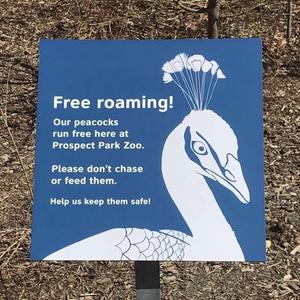 Free roaming!
Our peacocks
run free here at
Prospect Park Zoo.
Please don't chase
or feed them.
Help us keep them safe!